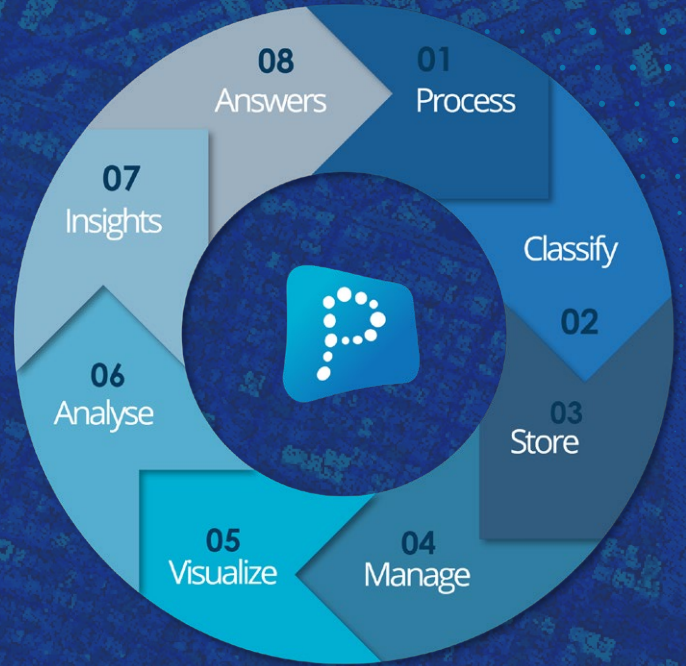 01
Process
Classify
02
03
Store
04
Manage
05
Visualize
06
Analyse
07
Insights
08
Answers
P